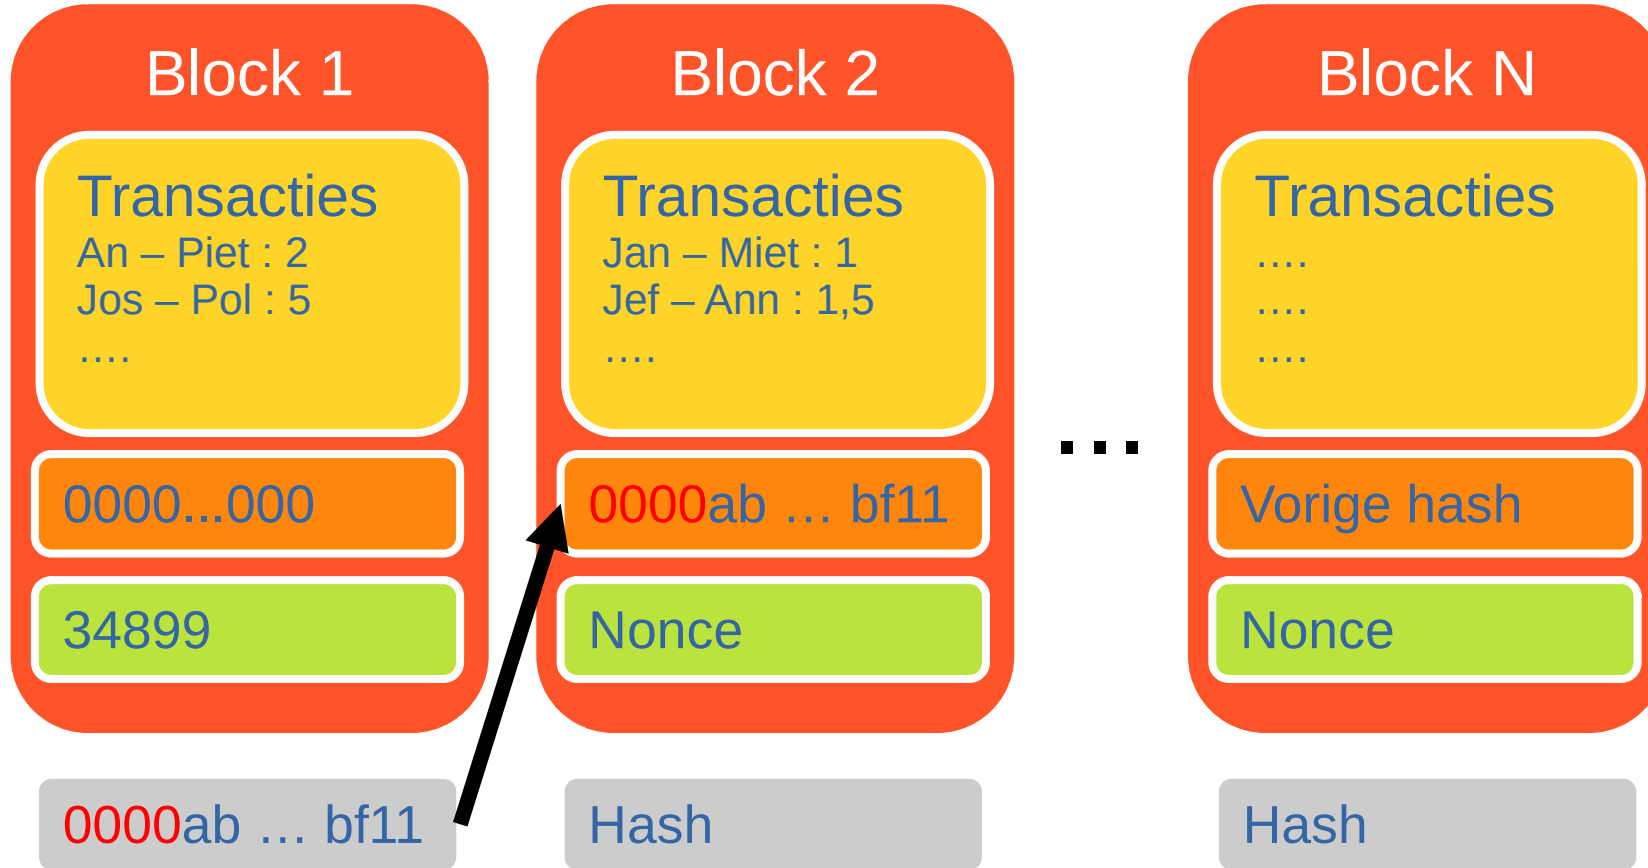 Block 1
Transacties
An – Piet : 2
Jos – Pol : 5
....
0000...000
34899
0000ab ... bf11
Block 2
Transacties
Jan – Miet : 1
Jef – Ann : 1,5
....
0000ab ... bf11
Nonce
Hash
...
Block N
Transacties
....
....
....
Vorige hash
Nonce
Hash